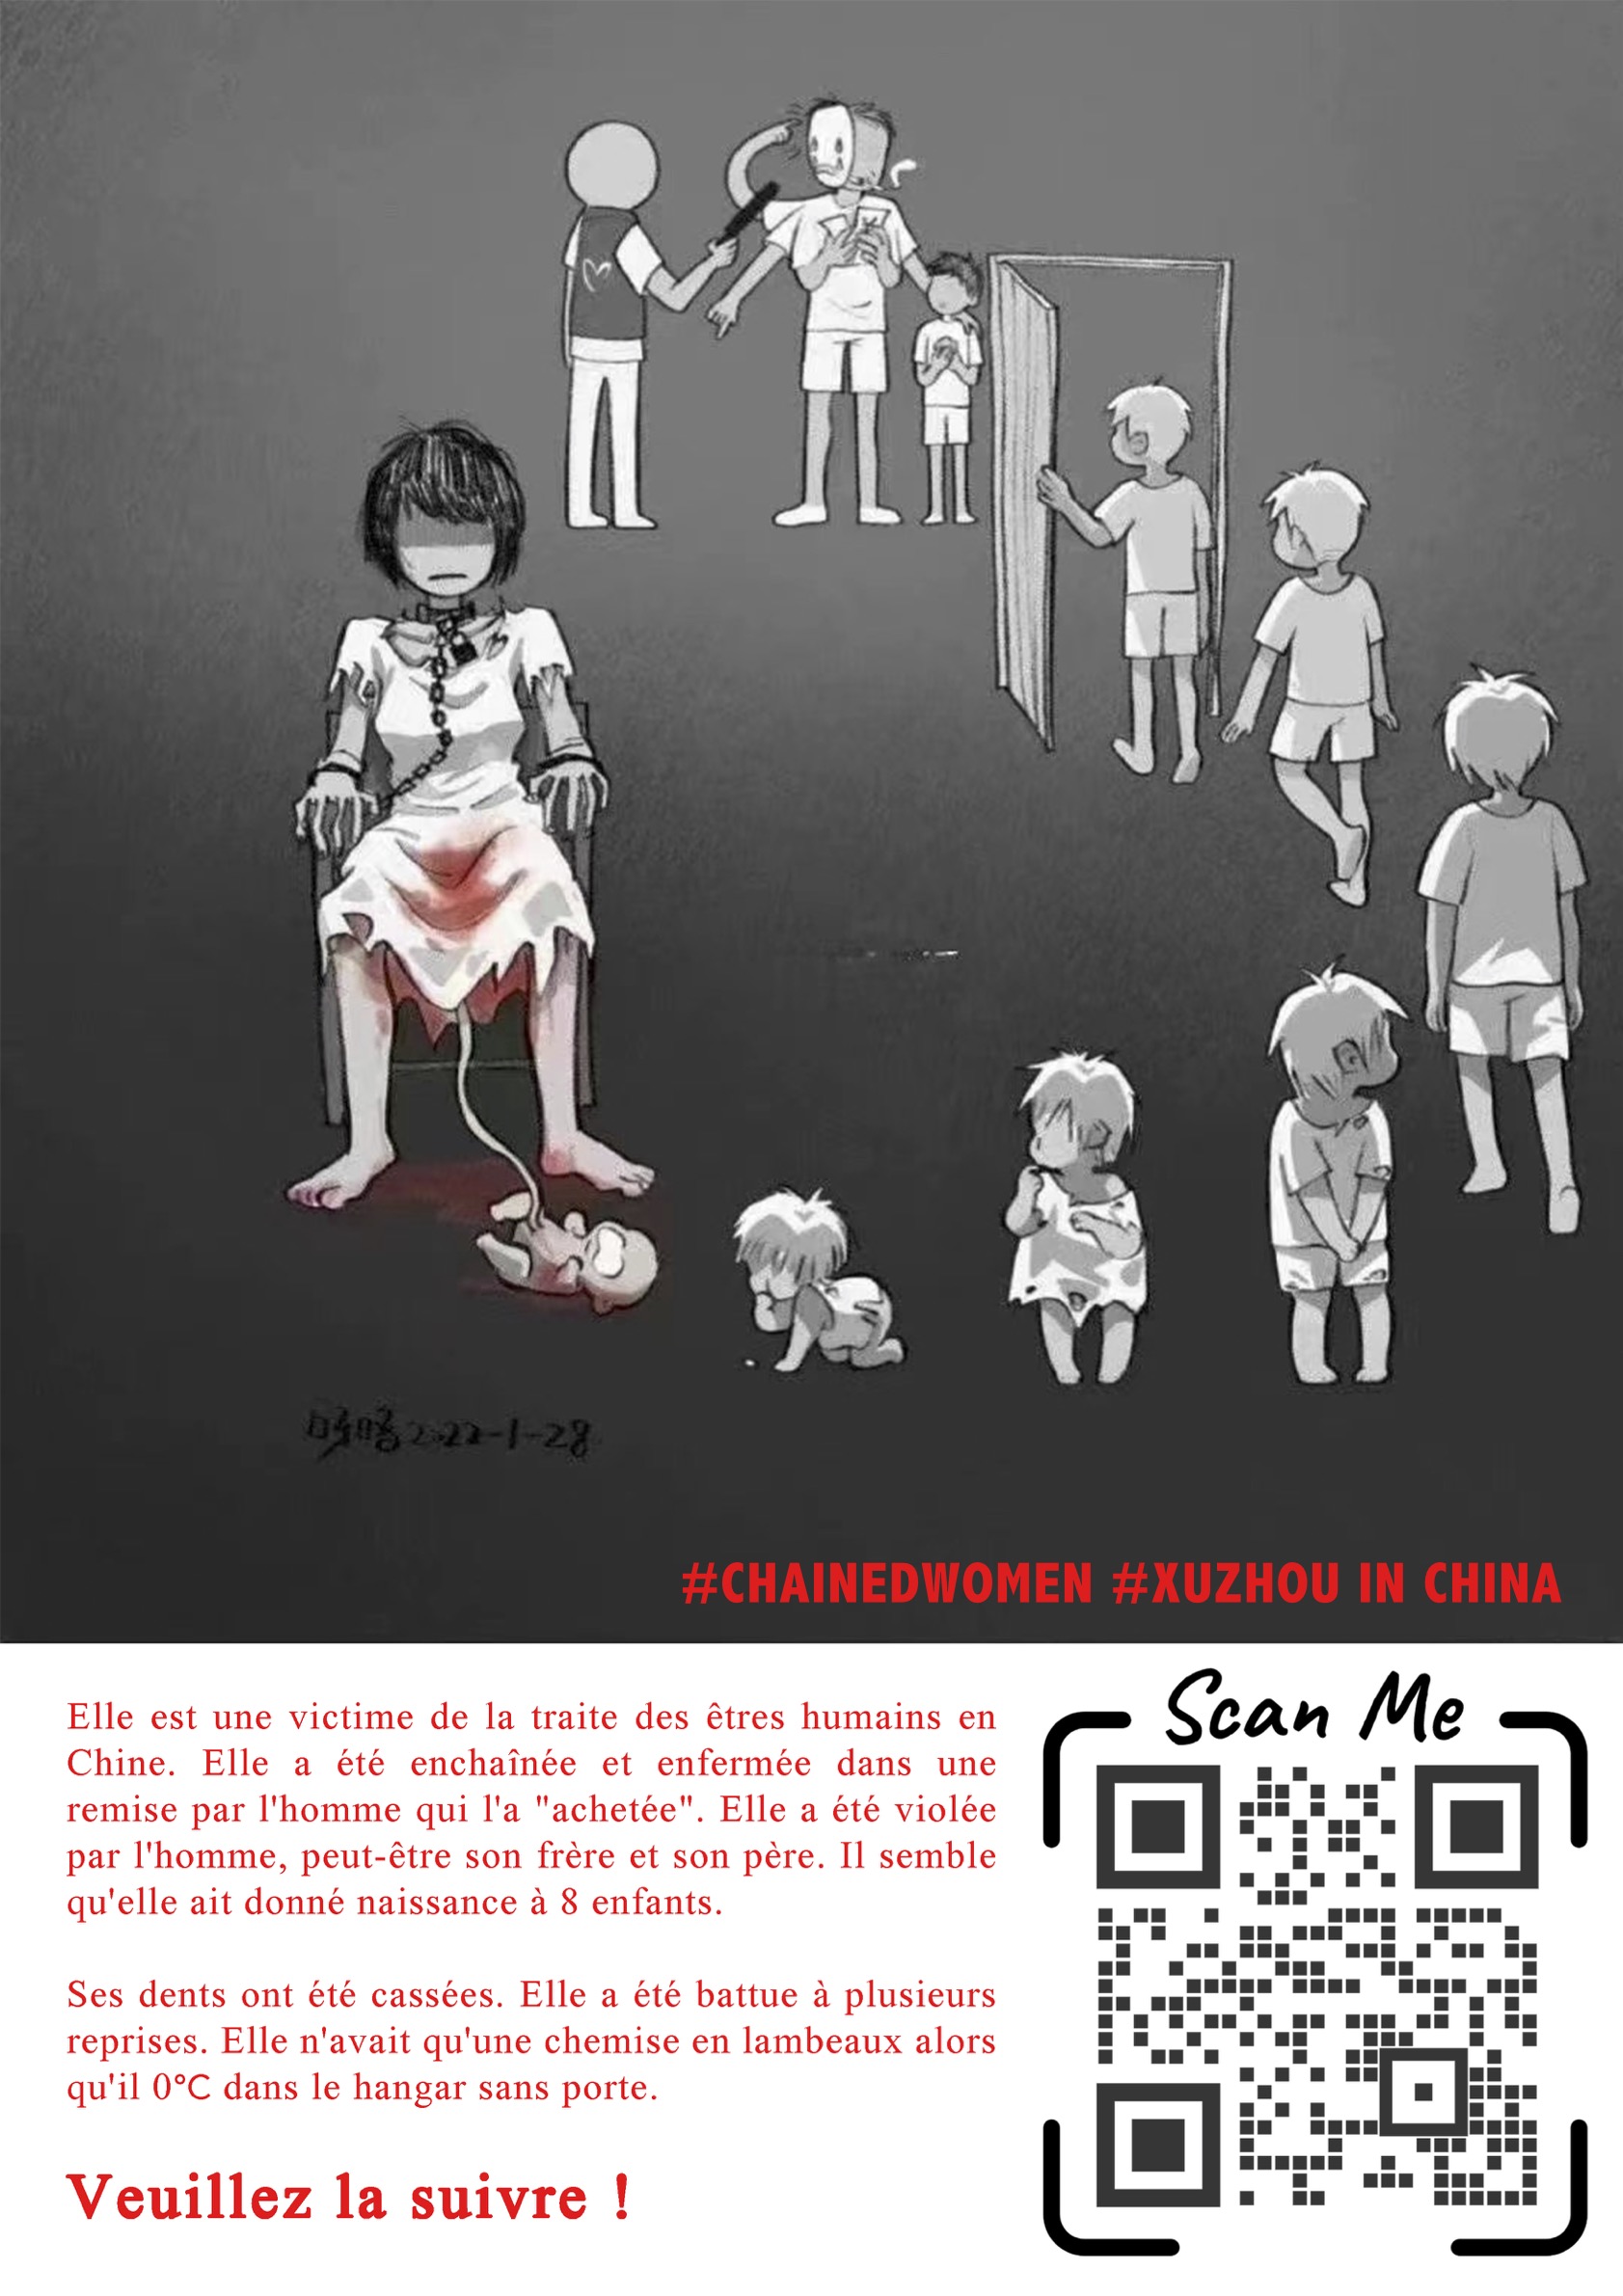 2022-1-28
#CHAINEDWOMEN #XUZHOU IN CHINA
Elle est une victime de la traite des êtres humains en
Chine. Elle a été enchaînée et enfermée dans une
remise par l'homme qui l'a "achetée". Elle a été violée
par l'homme, peut-être son frère et son père. Il semble
qu'elle ait donné naissance à 8 enfants.
Ses dents ont été cassées. Elle a été battue à plusieurs
reprises. Elle n'avait qu'une chemise en lambeaux alors
qu'il 0°C dans le hangar sans porte.
Veuillez la suivre !
Scan Me